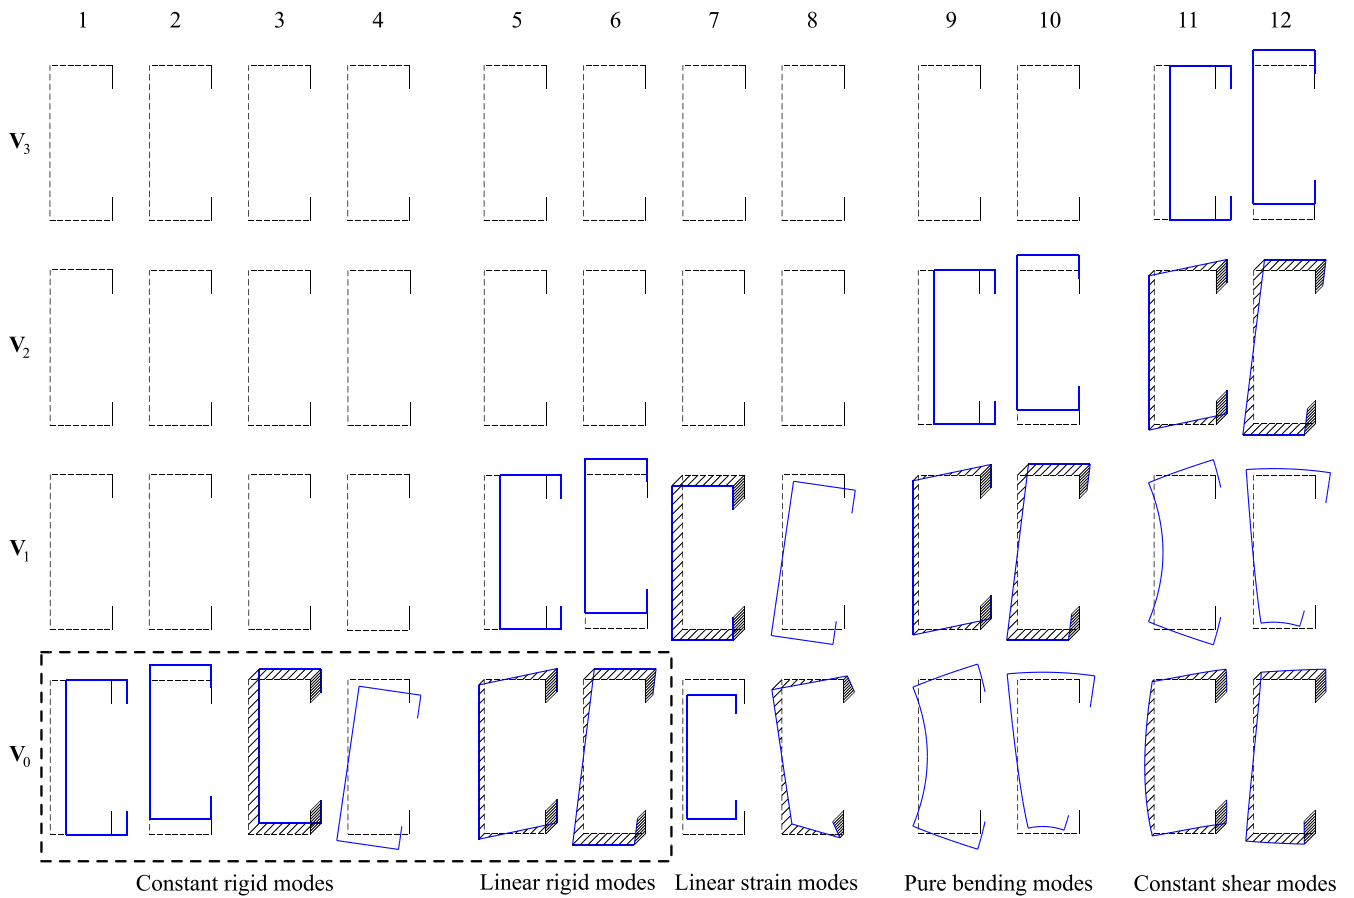 1 2 3 4 5 6 7 8 9 10 11 12
V3
V2
V1
V0
Constant rigid modes Linear rigid modes Linear strain modes Pure bending modes Constant shear modes